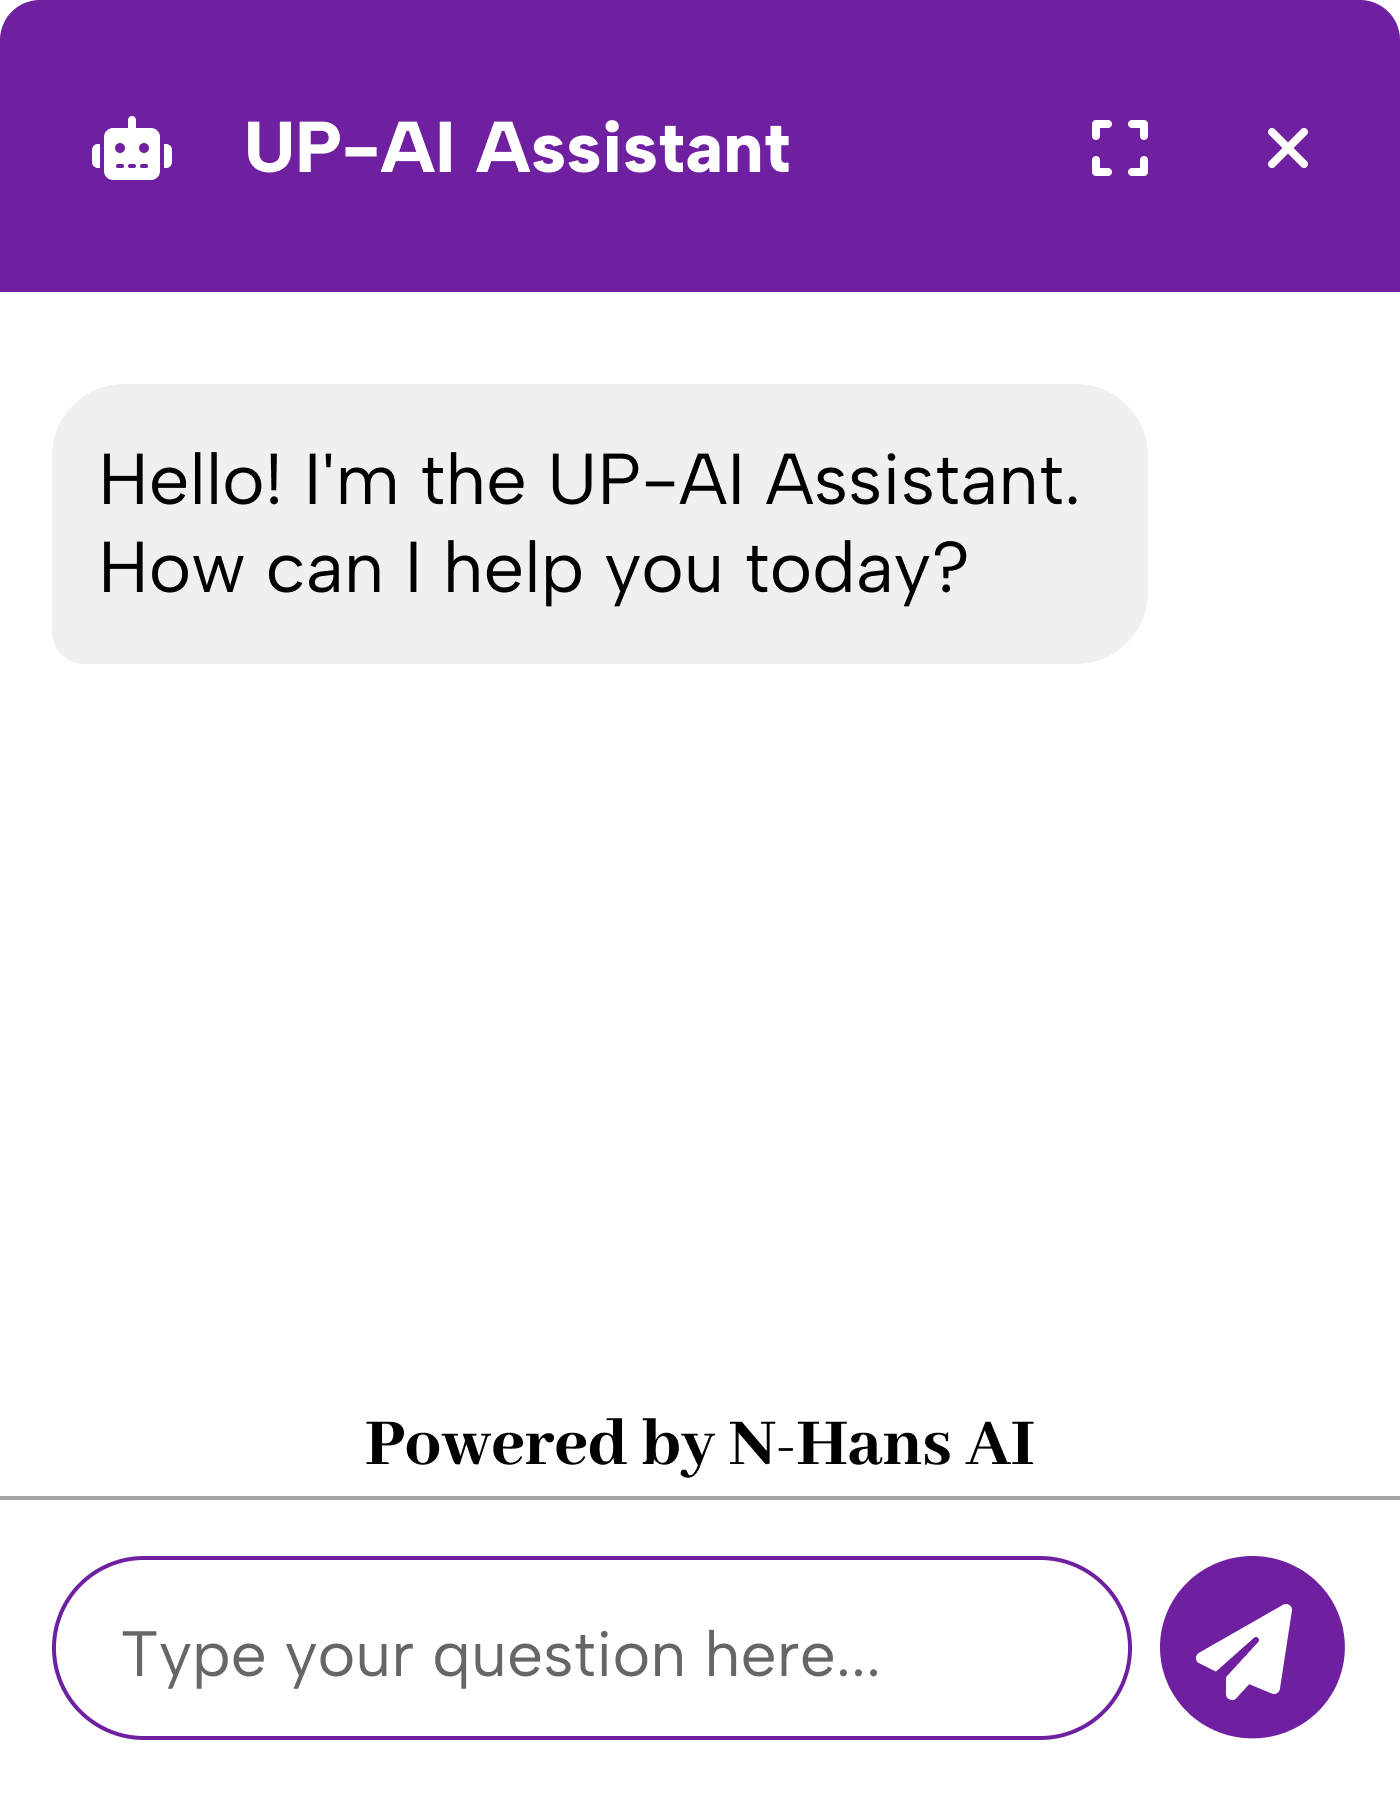 UP-AI Assistant
Hello! I'm the UP-AI Assistant.
How can I help you today?
Powered by N-Hans AI
Type your question here...